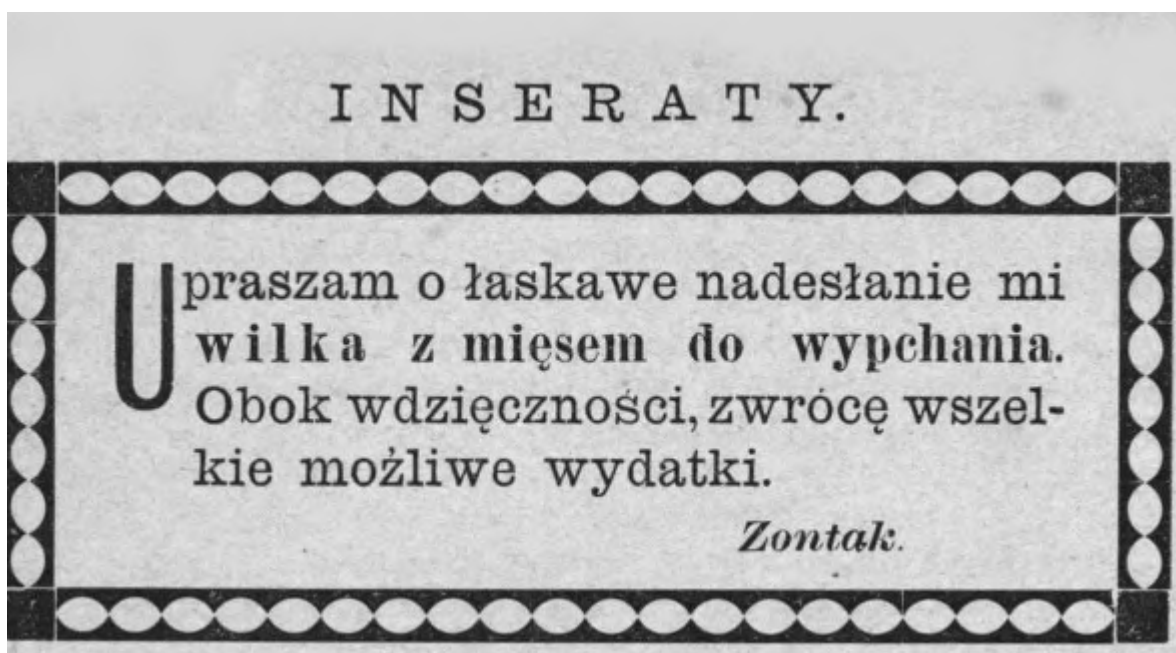 INSERATY.
Upraszam o łaskawe nadesłanie mi
wilka z mięsem do wypchania.
Obok wdzięczności, zwrócę wszel-
kie możliwe wydatki.
Zontak.